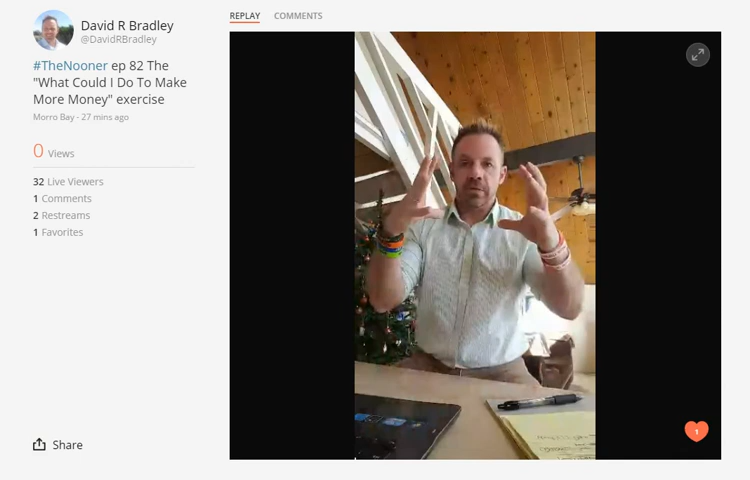 David R Bradley
@DavidRBradley
#TheNooner ep 82 The
"What Could I Do To Make
More Money" exercise
Morro Bay - 27 mins ago
0 Views
32 Live Viewers
1 Comments
2 Restreams
1 Favorites
Share
REPLAY COMMENTS
1